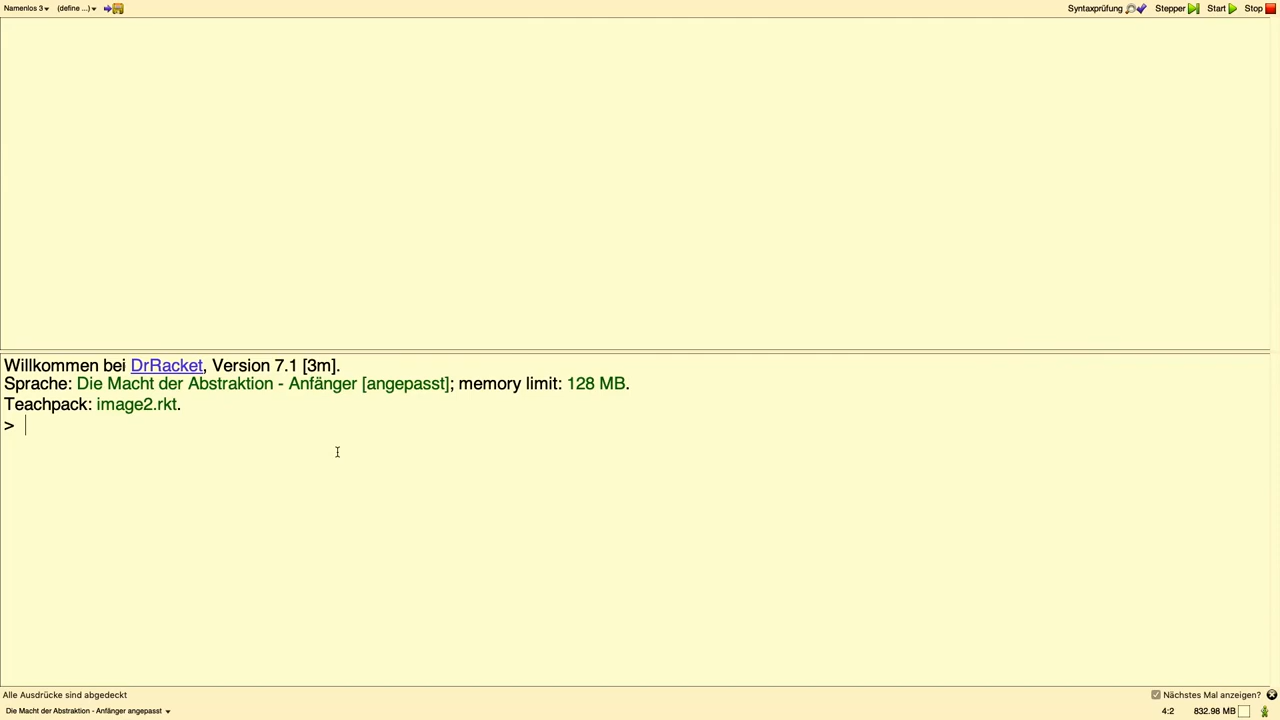 Namenlos 3 (define ...) Syntaxprüfung Stepper Start Stop
Willkommen bei DrRacket, Version 7.1 [3m].
Sprache: Die Macht der Abstraktion - Anfänger [angepasst]; memory limit: 128 MB.
Teachpack: image2.rkt.
>
Alle Ausdrücke sind abgedeckt Nächstes Mal anzeigen?
Die Macht der Abstraktion - Anfänger angepasst 4:2 832.98 MB